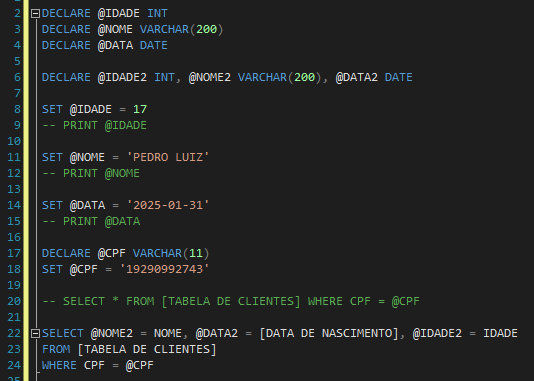 2 DECLARE @IDADE INT
3 DECLARE @NOME VARCHAR(200)
4 DECLARE @DATA DATE
5
6 DECLARE @IDADE2 INT, @NOME2 VARCHAR(200), @DATA2 DATE
7
8 SET @IDADE = 17
9 -- PRINT @IDADE
10
11 SET @NOME = 'PEDRO LUIZ'
12 -- PRINT @NOME
13
14 SET @DATA = '2025-01-31'
15 -- PRINT @DATA
16
17 DECLARE @CPF VARCHAR(11)
18 SET @CPF = '19290992743'
19
20 -- SELECT * FROM [TABELA DE CLIENTES] WHERE CPF = @CPF
21
22 SELECT @NOME2 = NOME, @DATA2 = [DATA DE NASCIMENTO], @IDADE2 = IDADE
23 FROM [TABELA DE CLIENTES]
24 WHERE CPF = @CPF